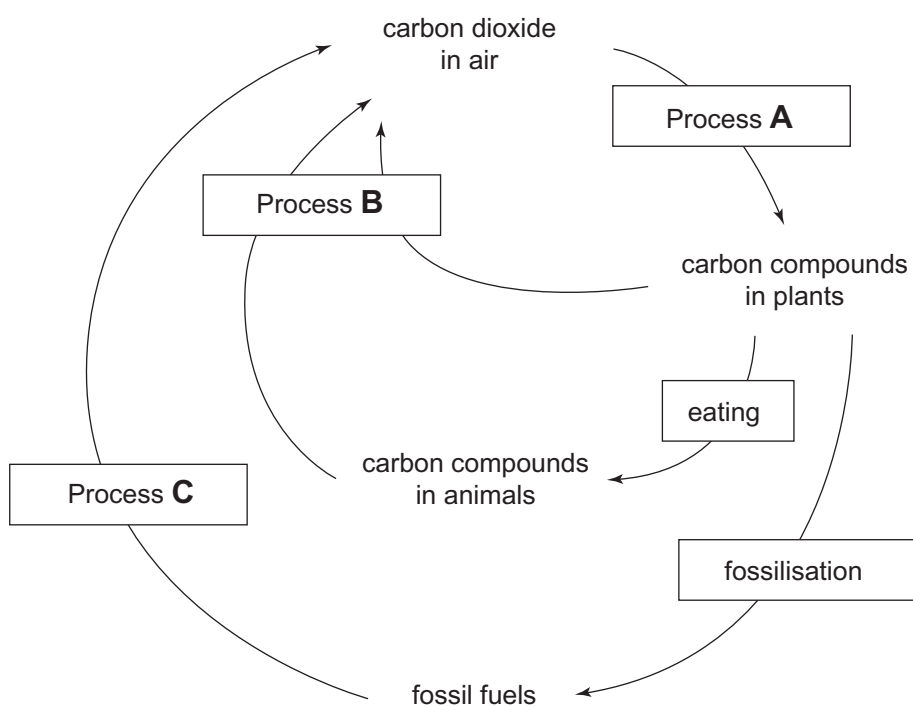 carbon dioxide
in air
Process A
Process B
carbon compounds
in plants
eating
carbon compounds
in animals
Process C
fossilisation
fossil fuels